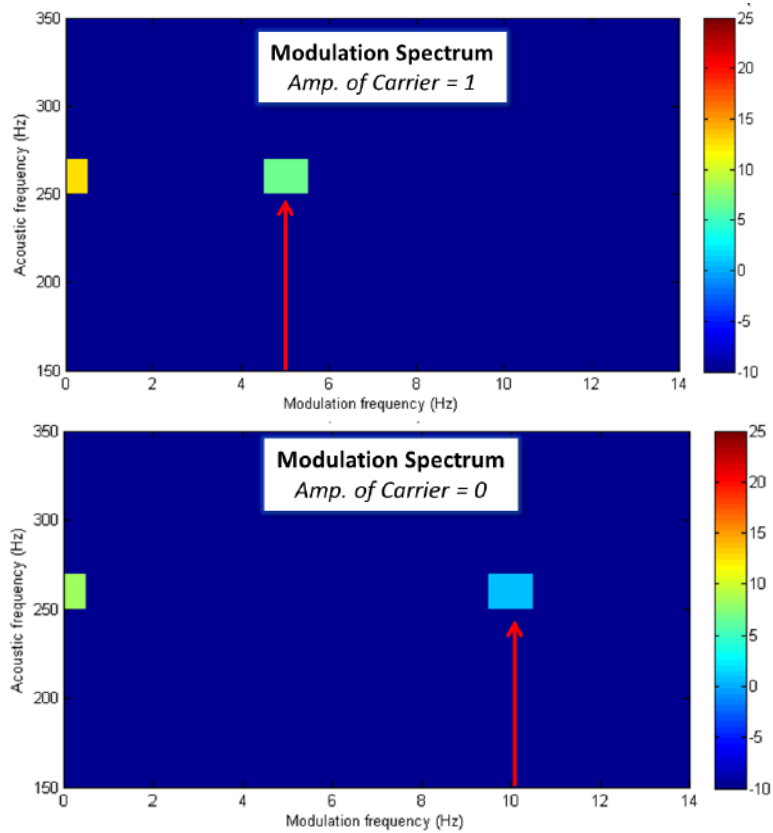 Modulation Spectrum
Amp. of Carrier = 1
Acoustic frequency (Hz)
350
300
250
200
150
0 2 4 6 8 10 12 14
Modulation frequency (Hz)
25
20
15
10
5
0
-5
-10
Modulation Spectrum
Amp. of Carrier = 0
Acoustic frequency (Hz)
350
300
250
200
150
0 2 4 6 8 10 12 14
Modulation frequency (Hz)
25
20
15
10
5
0
-5
-10